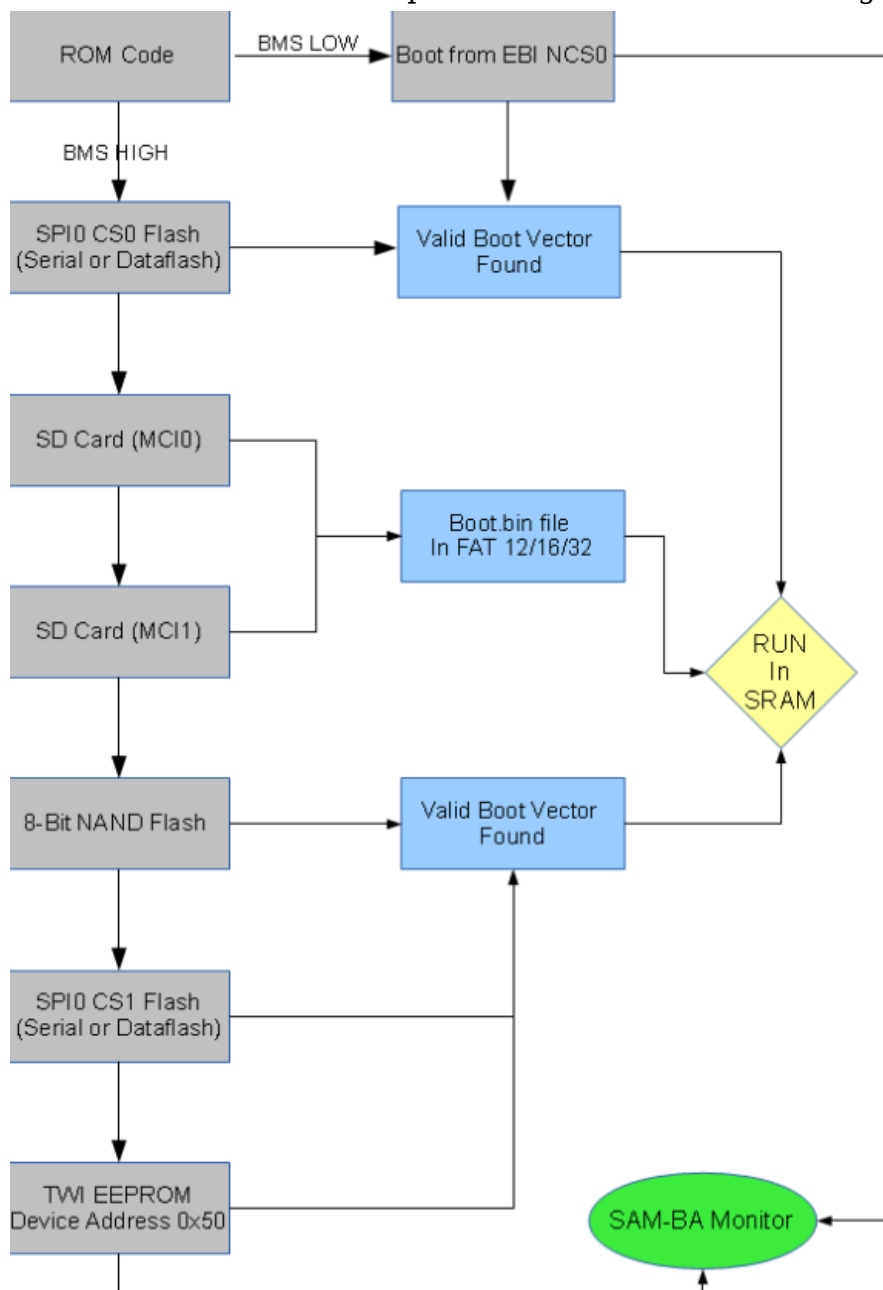 ROM Code
BMS LOW
Boot from EBI NCS0
BMS HIGH
SPI0 CS0 Flash
(Serial or Dataflash)
Valid Boot Vector
Found
SD Card (MCI0)
Boot.bin file
In FAT 12/16/32
SD Card (MCI1)
RUN
In
SRAM
8-Bit NAND Flash
Valid Boot Vector
Found
SPI0 CS1 Flash
(Serial or Dataflash)
TWI EEPROM
Device Address 0x50
SAM-BA Monitor